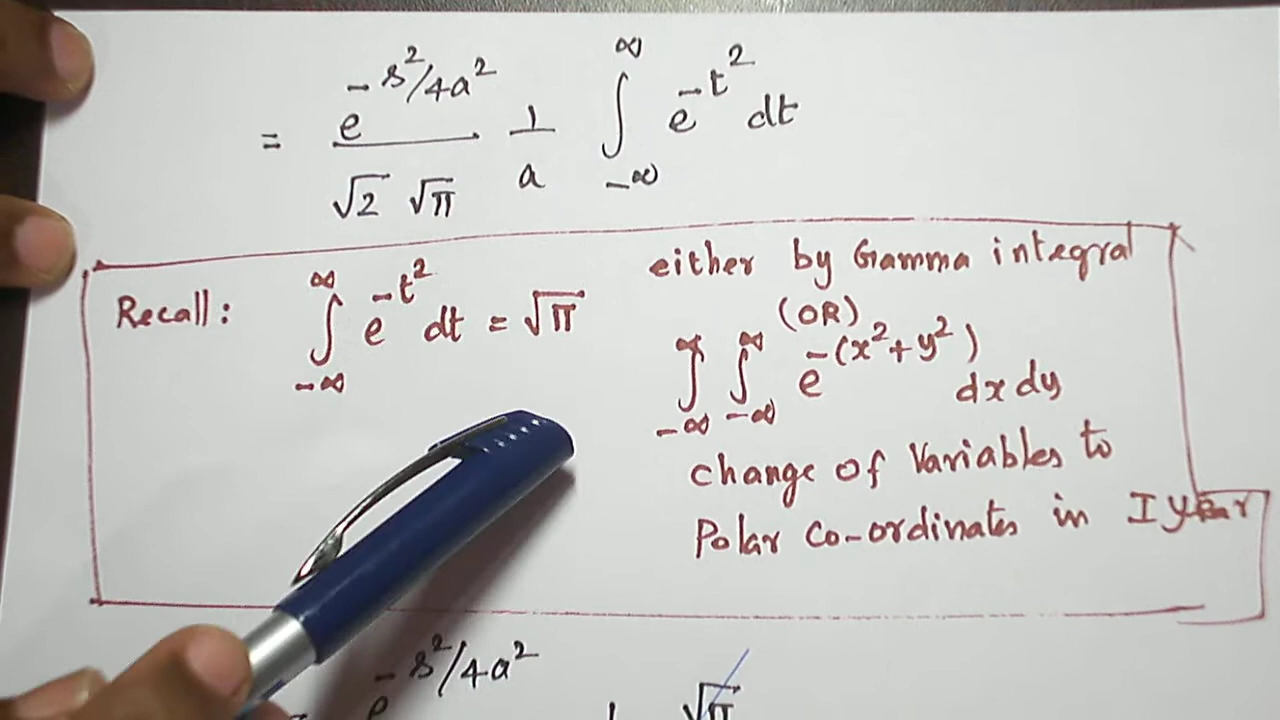 = e^{-s²/4a²} / √2 √π · 1/a ∫_{-∞}^{∞} e^{-t²} dt
Recall: ∫_{-∞}^{∞} e^{-t²} dt = √π
either by Gamma integral
(OR)
∫_{-∞}^{∞} ∫_{-∞}^{∞} e^{-(x²+y²)} dx dy
change of Variables to
Polar Co-ordinates in I year
= e^{-s²/4a²} 1 √π